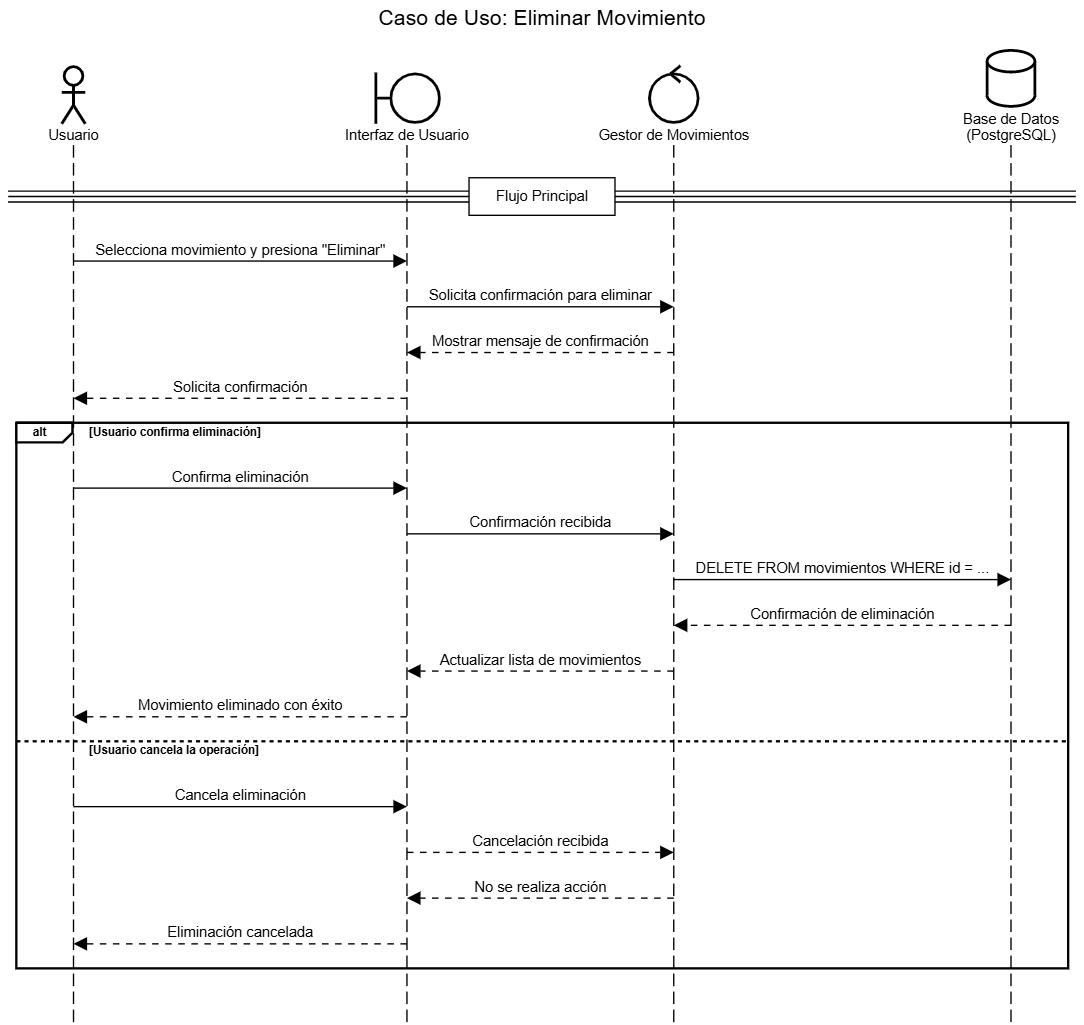 Caso de Uso: Eliminar Movimiento
Usuario
Interfaz de Usuario
Gestor de Movimientos
Base de Datos
(PostgreSQL)
Flujo Principal
Selecciona movimiento y presiona "Eliminar"
Solicita confirmación para eliminar
Mostrar mensaje de confirmación
Solicita confirmación
alt
[Usuario confirma eliminación]
Confirma eliminación
Confirmación recibida
DELETE FROM movimientos WHERE id = ...
Confirmación de eliminación
Actualizar lista de movimientos
Movimiento eliminado con éxito
[Usuario cancela la operación]
Cancela eliminación
Cancelación recibida
No se realiza acción
Eliminación cancelada